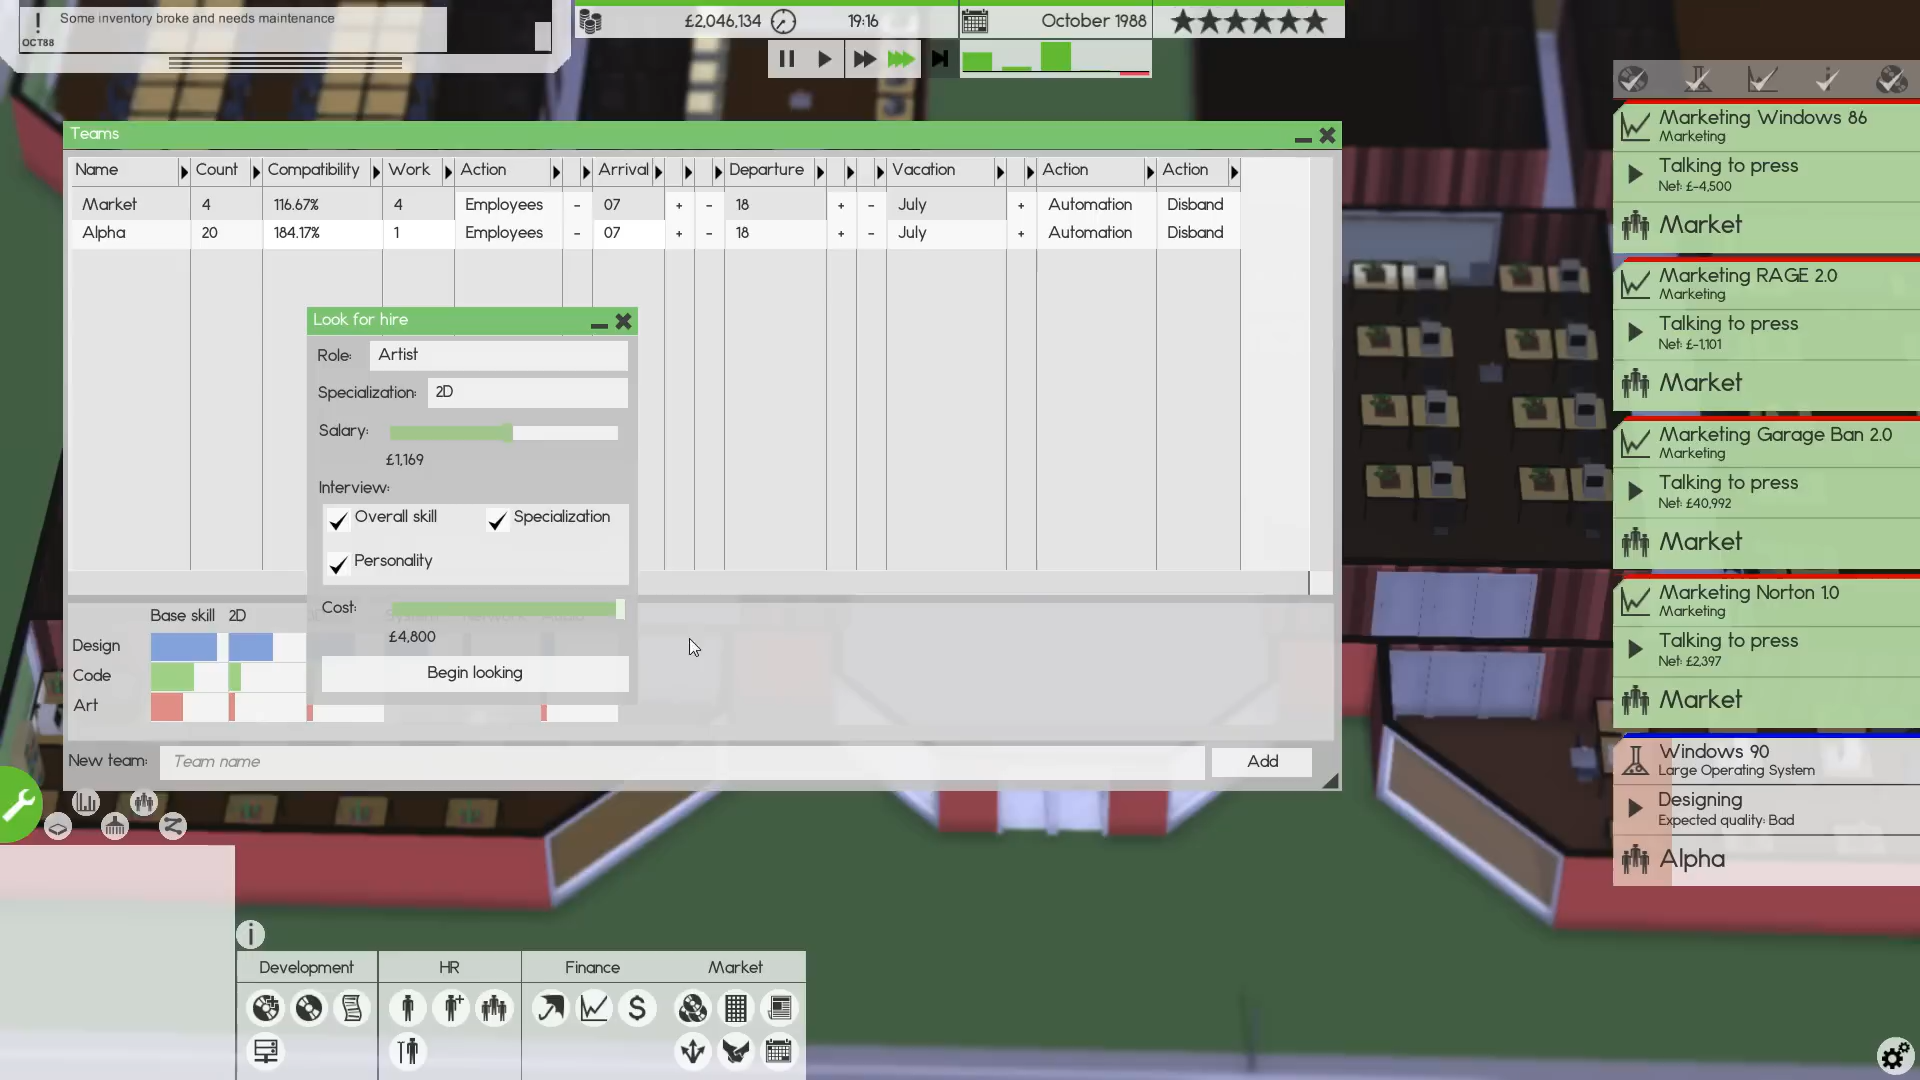 Some inventory broke and needs maintenance
OCT88
£2,046,134
19:16
October 1988
Teams
Name Count Compatibility Work Action Arrival Departure Vacation Action Action
Market 4 116.67% 4 Employees - 07 + - 18 + - July + Automation Disband
Alpha 20 184.17% 1 Employees - 07 + - 18 + - July + Automation Disband
Look for hire
Role: Artist
Specialization: 2D
Salary:
£1,169
Interview:
Overall skill Specialization
Personality
Cost:
£4,800
Begin looking
Base skill 2D
Design
Code
Art
New team: Team name Add
Marketing Windows 86
Marketing
Talking to press
Net: £-4,500
Market
Marketing RAGE 2.0
Marketing
Talking to press
Net: £-1,101
Market
Marketing Garage Ban 2.0
Marketing
Talking to press
Net: £40,992
Market
Marketing Norton 1.0
Marketing
Talking to press
Net: £2,397
Market
Windows 90
Large Operating System
Designing
Expected quality: Bad
Alpha
Development HR Finance Market